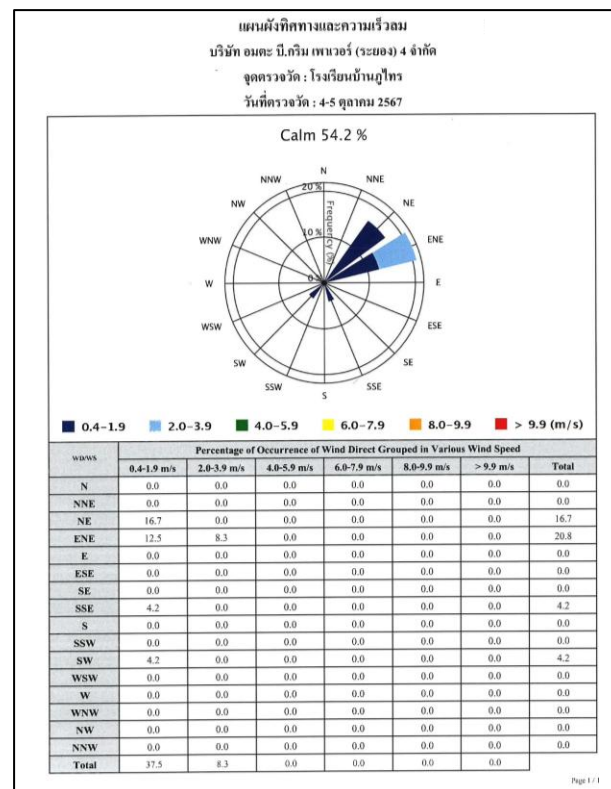 แผนผังทิศทางและความเร็วลม
บริษัท อมตะ บี.กริม เพาเวอร์ (ระยอง) 4 จำกัด
จุดตรวจวัด : โรงเรียนบ้านภูไทร
วันที่ตรวจวัด : 4-5 ตุลาคม 2567
Calm 54.2 %
N
NNW NNE
20 %
NW NE
Frequency (%)
WNW 10 % ENE
0 %
W E
WSW ESE
SW SE
SSW SSE
S
0.4-1.9 2.0-3.9 4.0-5.9 6.0-7.9 8.0-9.9 > 9.9 (m/s)
WD/WS Percentage of Occurrence of Wind Direct Grouped in Various Wind Speed
0.4-1.9 m/s 2.0-3.9 m/s 4.0-5.9 m/s 6.0-7.9 m/s 8.0-9.9 m/s > 9.9 m/s Total
N 0.0 0.0 0.0 0.0 0.0 0.0 0.0
NNE 0.0 0.0 0.0 0.0 0.0 0.0 0.0
NE 16.7 0.0 0.0 0.0 0.0 0.0 16.7
ENE 12.5 8.3 0.0 0.0 0.0 0.0 20.8
E 0.0 0.0 0.0 0.0 0.0 0.0 0.0
ESE 0.0 0.0 0.0 0.0 0.0 0.0 0.0
SE 0.0 0.0 0.0 0.0 0.0 0.0 0.0
SSE 4.2 0.0 0.0 0.0 0.0 0.0 4.2
S 0.0 0.0 0.0 0.0 0.0 0.0 0.0
SSW 0.0 0.0 0.0 0.0 0.0 0.0 0.0
SW 4.2 0.0 0.0 0.0 0.0 0.0 4.2
WSW 0.0 0.0 0.0 0.0 0.0 0.0 0.0
W 0.0 0.0 0.0 0.0 0.0 0.0 0.0
WNW 0.0 0.0 0.0 0.0 0.0 0.0 0.0
NW 0.0 0.0 0.0 0.0 0.0 0.0 0.0
NNW 0.0 0.0 0.0 0.0 0.0 0.0 0.0
Total 37.5 8.3 0.0 0.0 0.0 0.0
Page 1 / 1